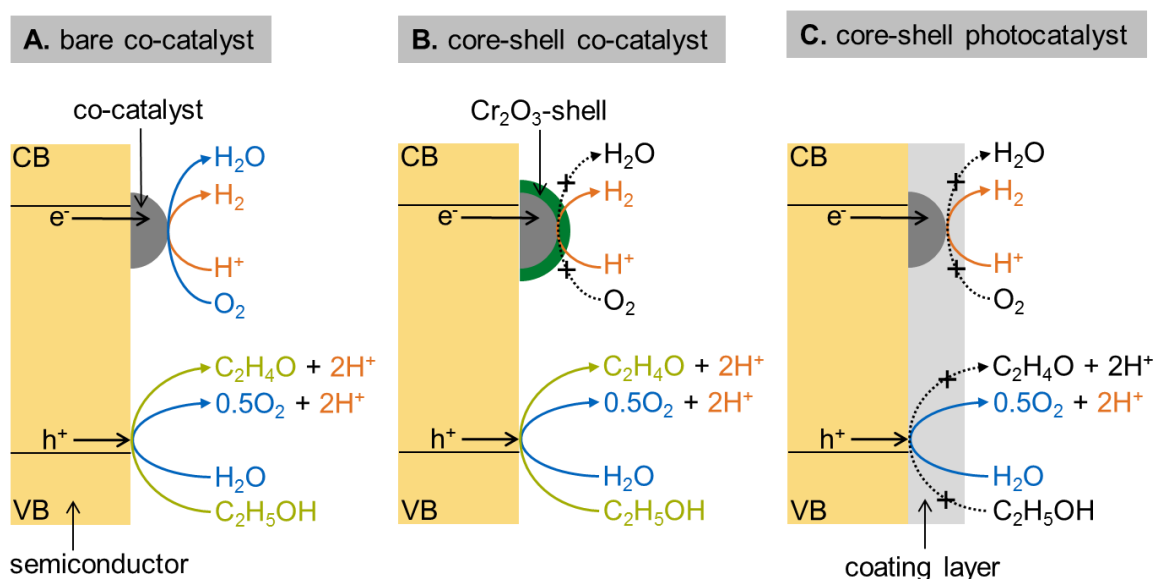 A. bare co-catalyst
co-catalyst
CB
H₂O
H₂
e⁻
H⁺
O₂
C₂H₄O + 2H⁺
0.5O₂ + 2H⁺
h⁺
H₂O
VB
C₂H₅OH
semiconductor
B. core-shell co-catalyst
Cr₂O₃-shell
CB
H₂O
H₂
e⁻
H⁺
O₂
C₂H₄O + 2H⁺
0.5O₂ + 2H⁺
h⁺
H₂O
VB
C₂H₅OH
C. core-shell photocatalyst
CB
H₂O
H₂
e⁻
H⁺
O₂
C₂H₄O + 2H⁺
0.5O₂ + 2H⁺
h⁺
H₂O
VB
C₂H₅OH
coating layer